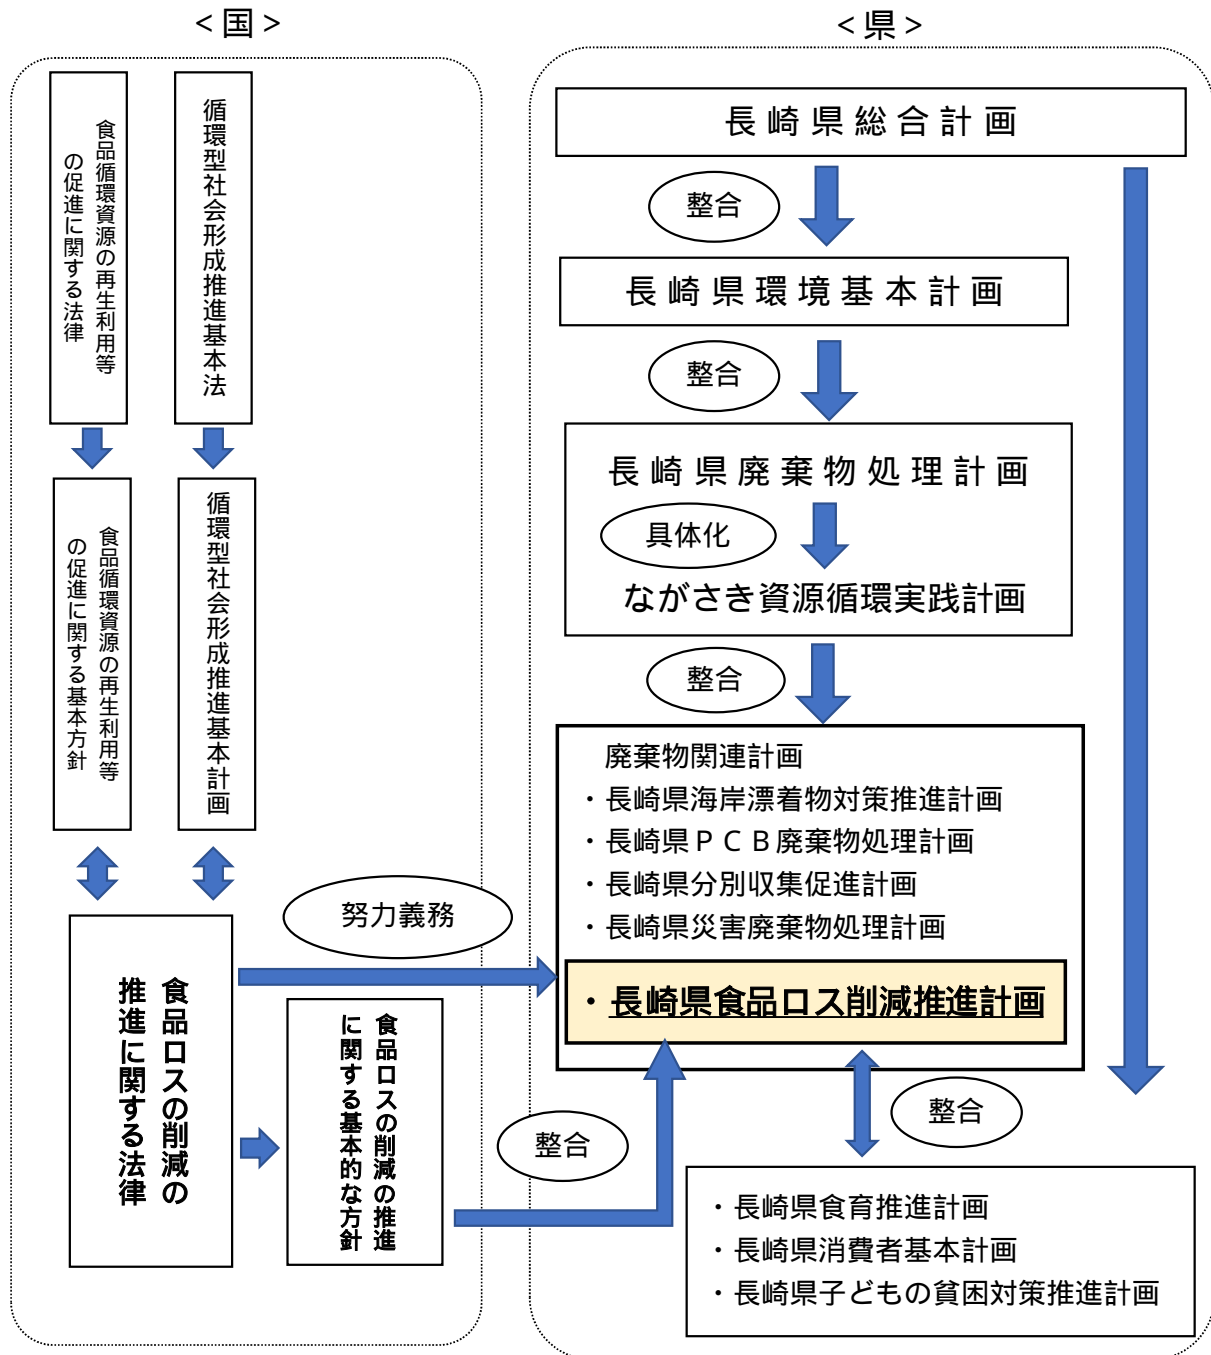 ＜国＞
食品循環資源の再生利用等
の促進に関する法律
循環型社会形成推進基本法
食品循環資源の再生利用等
の促進に関する基本方針
循環型社会形成推進基本計画
食品ロスの削減の
推進に関する法律
努力義務
食品ロスの削減の推進
に関する基本的な方針
整合
＜県＞
長崎県総合計画
整合
長崎県環境基本計画
整合
長崎県廃棄物処理計画
具体化
ながさき資源循環実践計画
整合
廃棄物関連計画
・長崎県海岸漂着物対策推進計画
・長崎県ＰＣＢ廃棄物処理計画
・長崎県分別収集促進計画
・長崎県災害廃棄物処理計画
・長崎県食品ロス削減推進計画
整合
・長崎県食育推進計画
・長崎県消費者基本計画
・長崎県子どもの貧困対策推進計画